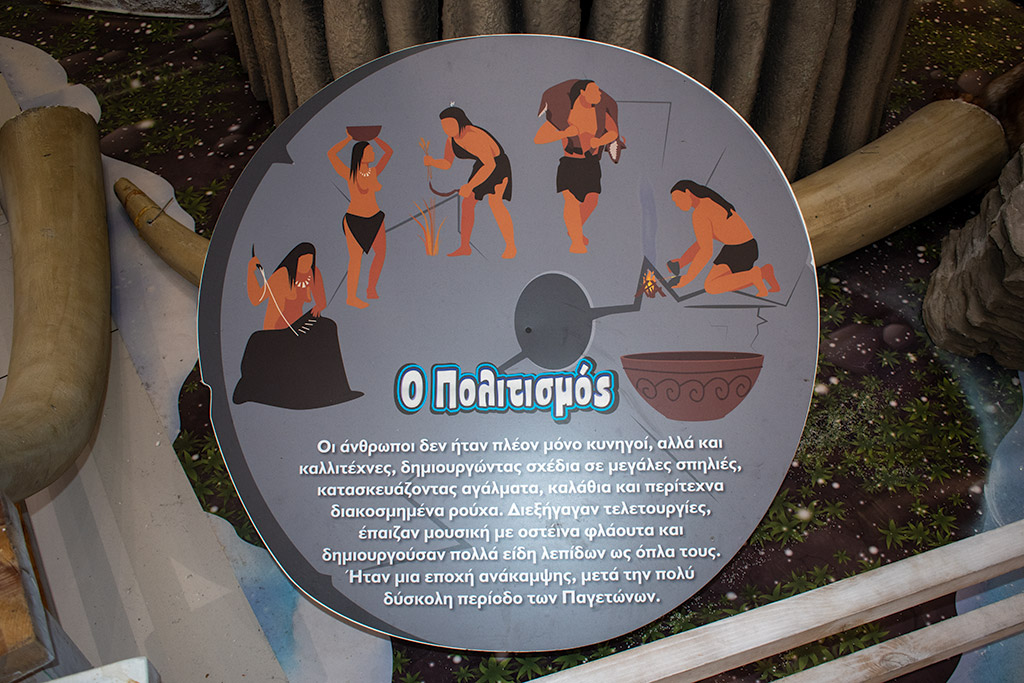 Ο Πολιτισμός
Οι άνθρωποι δεν ήταν πλέον μόνο κυνηγοί, αλλά και
καλλιτέχνες, δημιουργώντας σχέδια σε μεγάλες σπηλιές,
κατασκευάζοντας αγάλματα, καλάθια και περίτεχνα
διακοσμημένα ρούχα. Διεξήγαγαν τελετουργίες,
έπαιζαν μουσική με οστέινα φλάουτα και
δημιουργούσαν πολλά είδη λεπίδων ως όπλα τους.
Ήταν μια εποχή ανάκαμψης, μετά την πολύ
δύσκολη περίοδο των Παγετώνων.